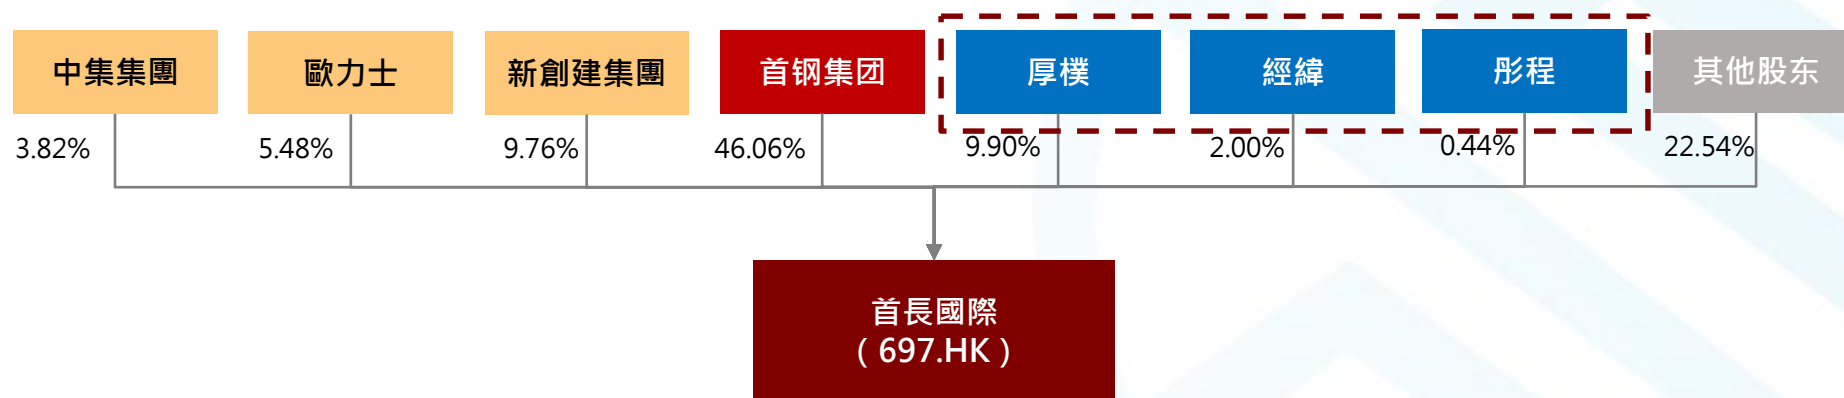 中集集團 歐力士 新創建集團 首钢集团 厚樸 經緯 彤程 其他股东
3.82% 5.48% 9.76% 46.06% 9.90% 2.00% 0.44% 22.54%
首長國際
（697.HK）